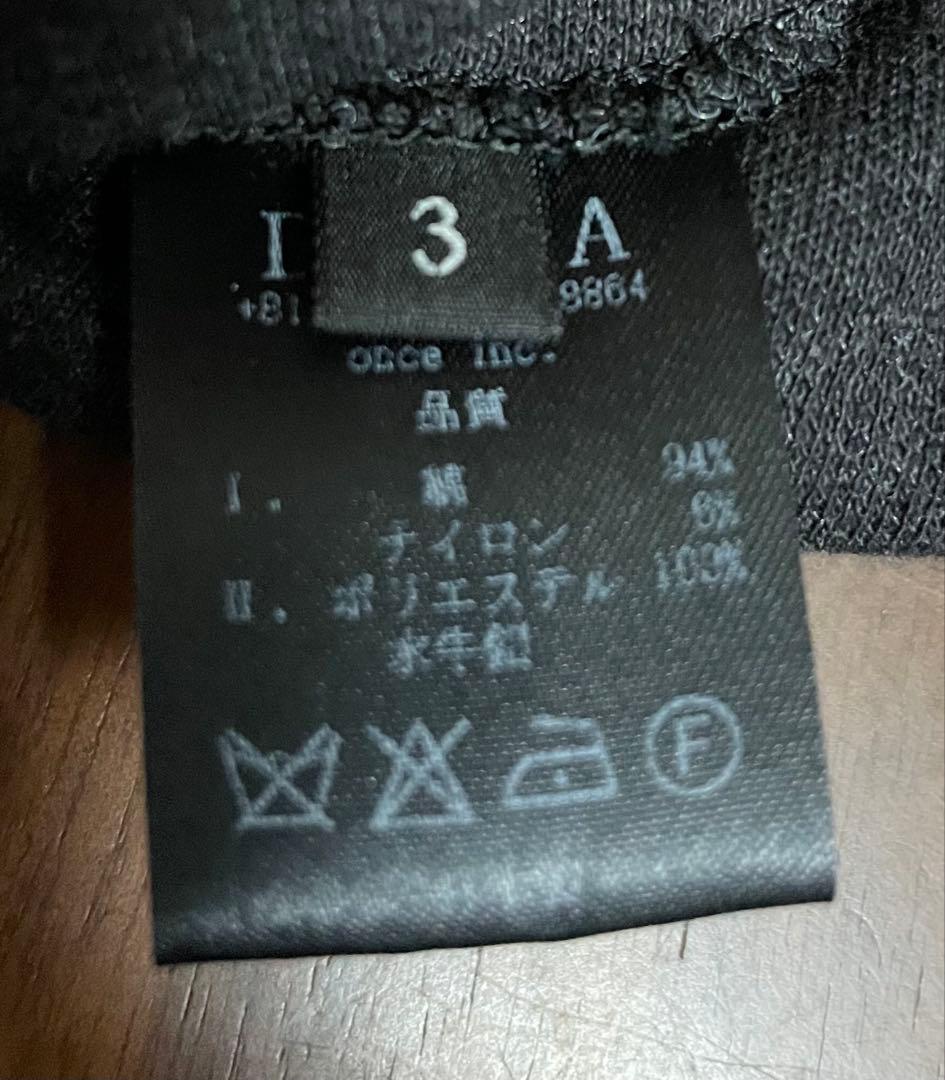 3
I A
+81 9864
once inc.
品質
I. 綿 94%
ナイロン 6%
II. ポリエステル 100%
水牛釦
F